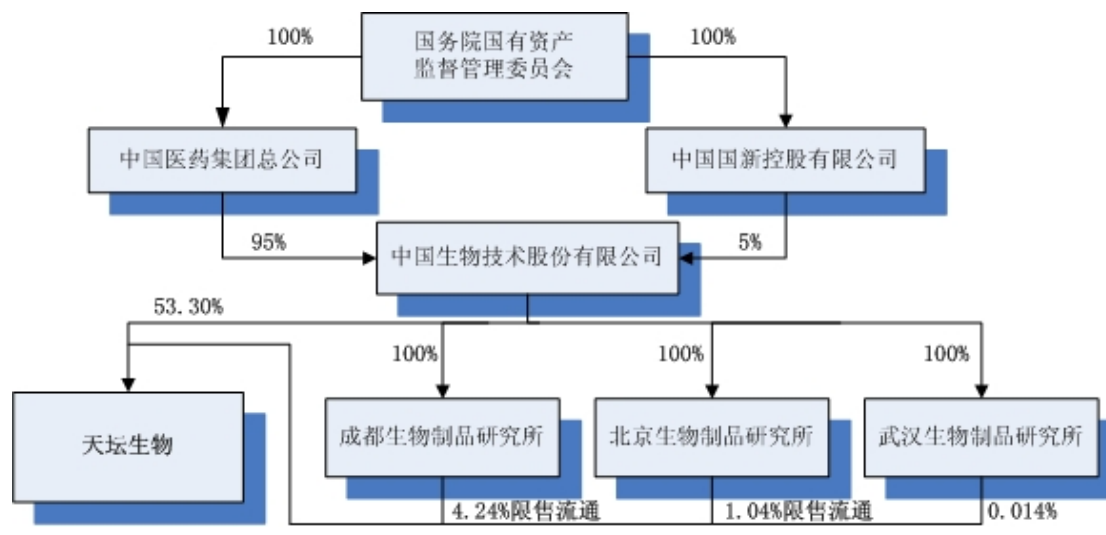 100%
国务院国有资产
监督管理委员会
100%
中国医药集团总公司
中国国新控股有限公司
95%
中国生物技术股份有限公司
5%
53.30%
100%
100%
100%
天坛生物
成都生物制品研究所
北京生物制品研究所
武汉生物制品研究所
4.24%限售流通
1.04%限售流通
0.014%